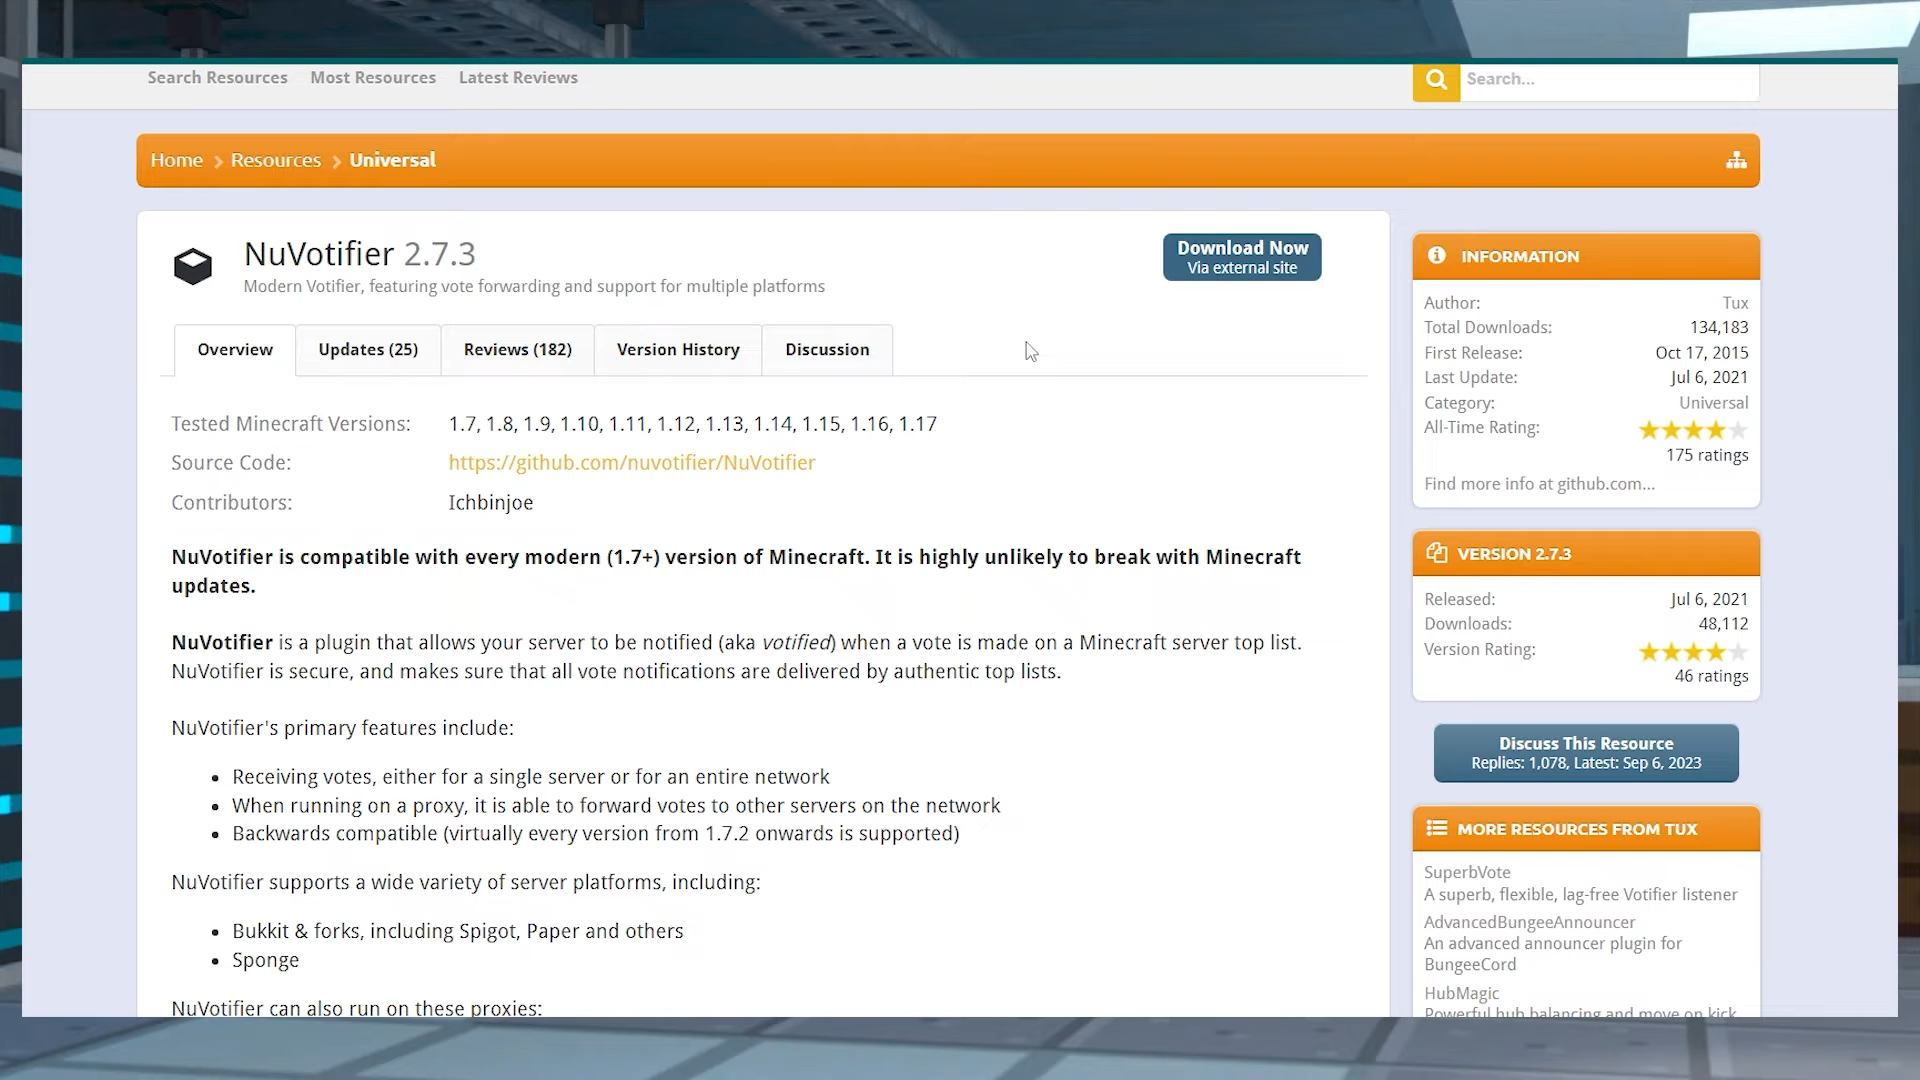 Search Resources Most Resources Latest Reviews
Search...
Home Resources Universal
NuVotifier 2.7.3
Modern Votifier, featuring vote forwarding and support for multiple platforms
Download Now
Via external site
Overview Updates (25) Reviews (182) Version History Discussion
Tested Minecraft Versions: 1.7, 1.8, 1.9, 1.10, 1.11, 1.12, 1.13, 1.14, 1.15, 1.16, 1.17
Source Code: https://github.com/nuvotifier/NuVotifier
Contributors: Ichbinjoe
NuVotifier is compatible with every modern (1.7+) version of Minecraft. It is highly unlikely to break with Minecraft
updates.
NuVotifier is a plugin that allows your server to be notified (aka votified) when a vote is made on a Minecraft server top list.
NuVotifier is secure, and makes sure that all vote notifications are delivered by authentic top lists.
NuVotifier's primary features include:
• Receiving votes, either for a single server or for an entire network
• When running on a proxy, it is able to forward votes to other servers on the network
• Backwards compatible (virtually every version from 1.7.2 onwards is supported)
NuVotifier supports a wide variety of server platforms, including:
• Bukkit & forks, including Spigot, Paper and others
• Sponge
NuVotifier can also run on these proxies:
INFORMATION
Author: Tux
Total Downloads: 134,183
First Release: Oct 17, 2015
Last Update: Jul 6, 2021
Category: Universal
All-Time Rating:
175 ratings
Find more info at github.com...
VERSION 2.7.3
Released: Jul 6, 2021
Downloads: 48,112
Version Rating:
46 ratings
Discuss This Resource
Replies: 1,078, Latest: Sep 6, 2023
MORE RESOURCES FROM TUX
SuperbVote
A superb, flexible, lag-free Votifier listener
AdvancedBungeeAnnouncer
An advanced announcer plugin for
BungeeCord
HubMagic
Powerful hub balancing and move on kick